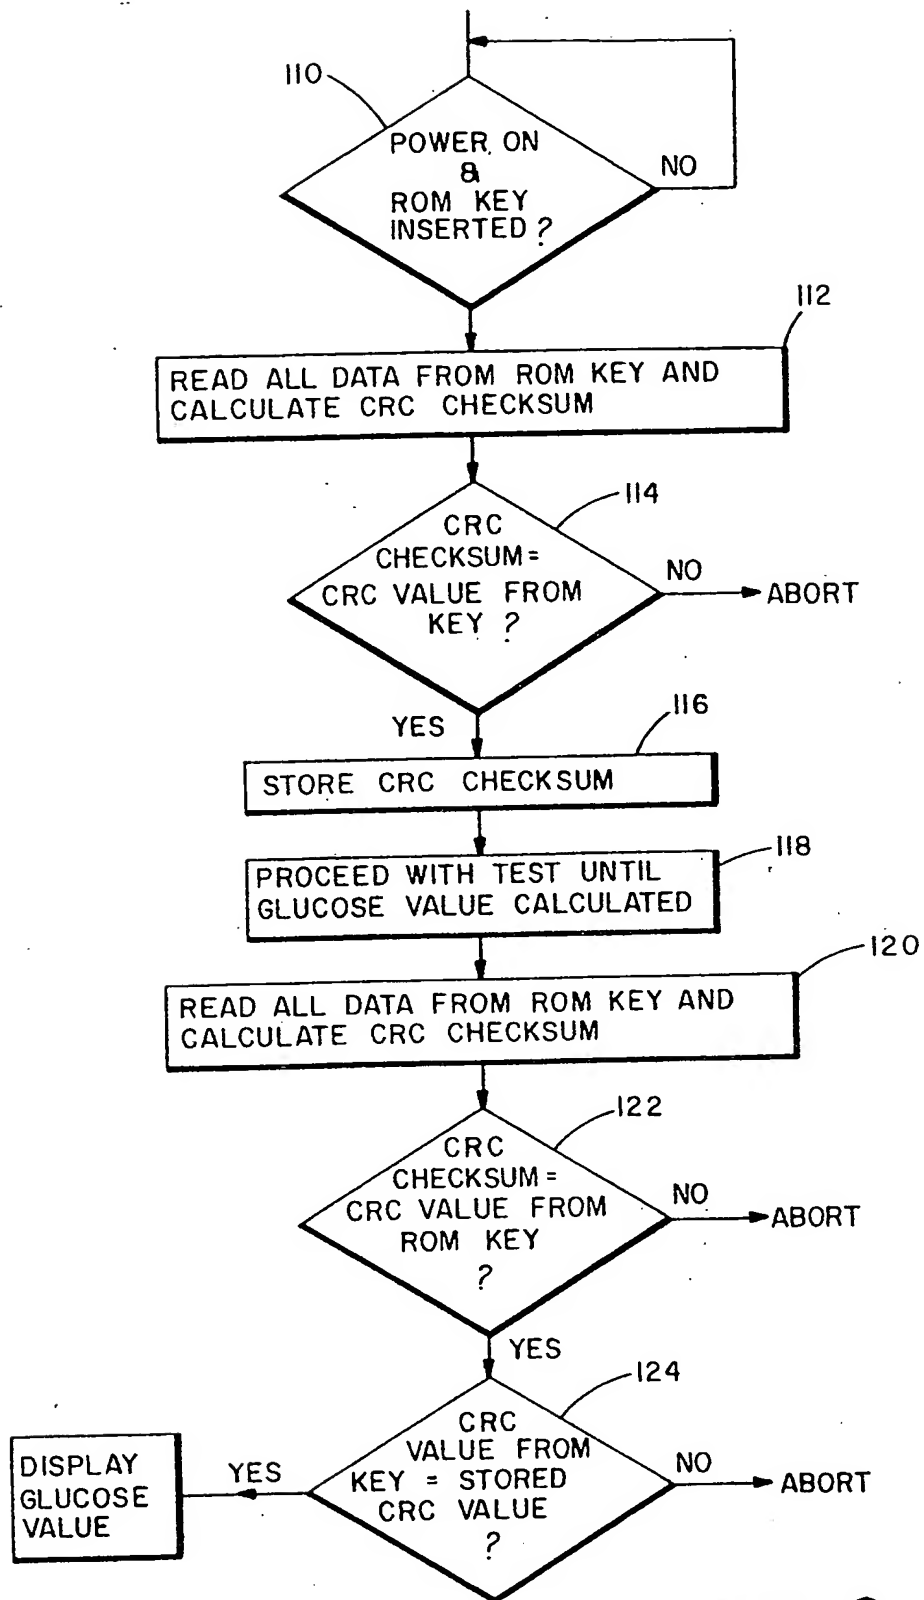 110
POWER ON
&
ROM KEY
INSERTED ?
NO
112
READ ALL DATA FROM ROM KEY AND
CALCULATE CRC CHECKSUM
114
CRC
CHECKSUM =
CRC VALUE FROM
KEY ?
NO
ABORT
YES
116
STORE CRC CHECKSUM
118
PROCEED WITH TEST UNTIL
GLUCOSE VALUE CALCULATED
120
READ ALL DATA FROM ROM KEY AND
CALCULATE CRC CHECKSUM
122
CRC
CHECKSUM =
CRC VALUE FROM
ROM KEY
?
NO
ABORT
YES
124
CRC
VALUE FROM
KEY = STORED
CRC VALUE
?
NO
ABORT
YES
DISPLAY
GLUCOSE
VALUE